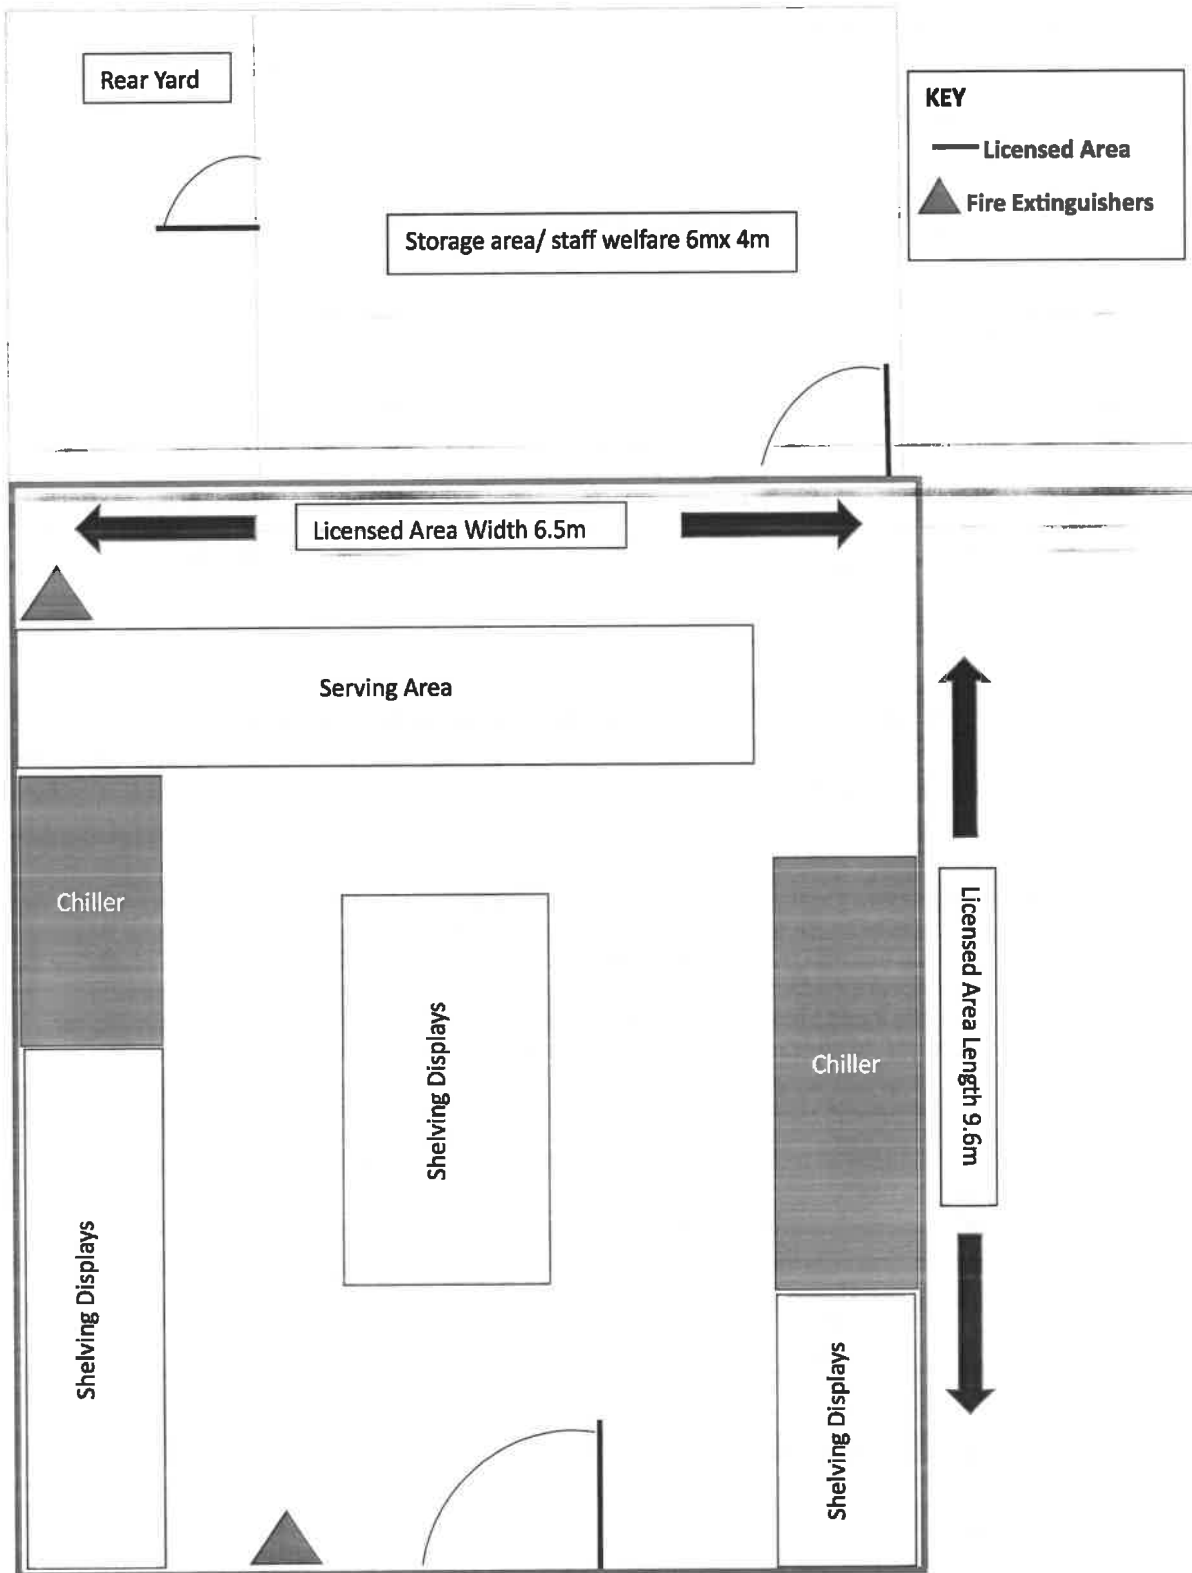 Rear Yard
KEY
Licensed Area
Fire Extinguishers
Storage area/ staff welfare 6mx 4m
Licensed Area Width 6.5m
Serving Area
Chiller
Shelving Displays
Shelving Displays
Chiller
Shelving Displays
Licensed Area Length 9.6m